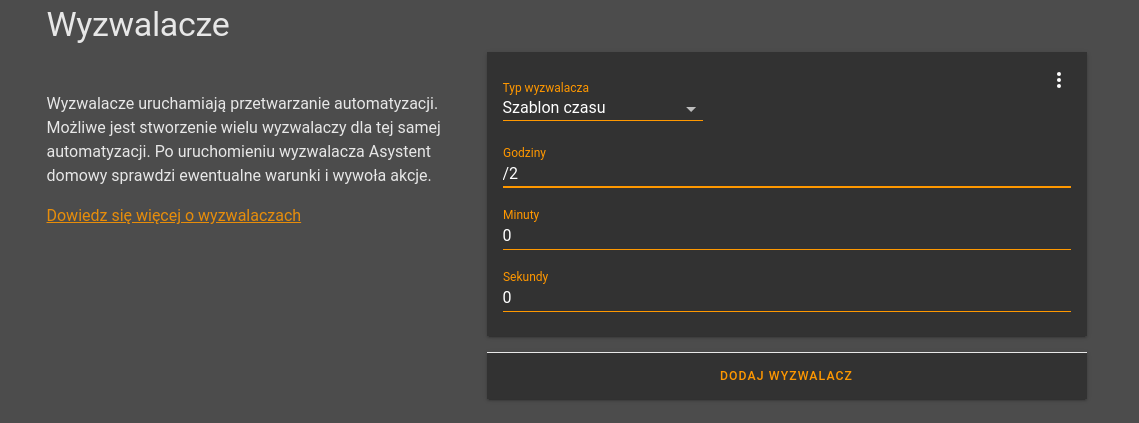 Wyzwalacze
Wyzwalacze uruchamiają przetwarzanie automatyzacji.
Możliwe jest stworzenie wielu wyzwalaczy dla tej samej
automatyzacji. Po uruchomieniu wyzwalacza Asystent
domowy sprawdzi ewentualne warunki i wywoła akcje.
Dowiedz się więcej o wyzwalaczach
Typ wyzwalacza
Szablon czasu
Godziny
/2
Minuty
0
Sekundy
0
DODAJ WYZWALACZ